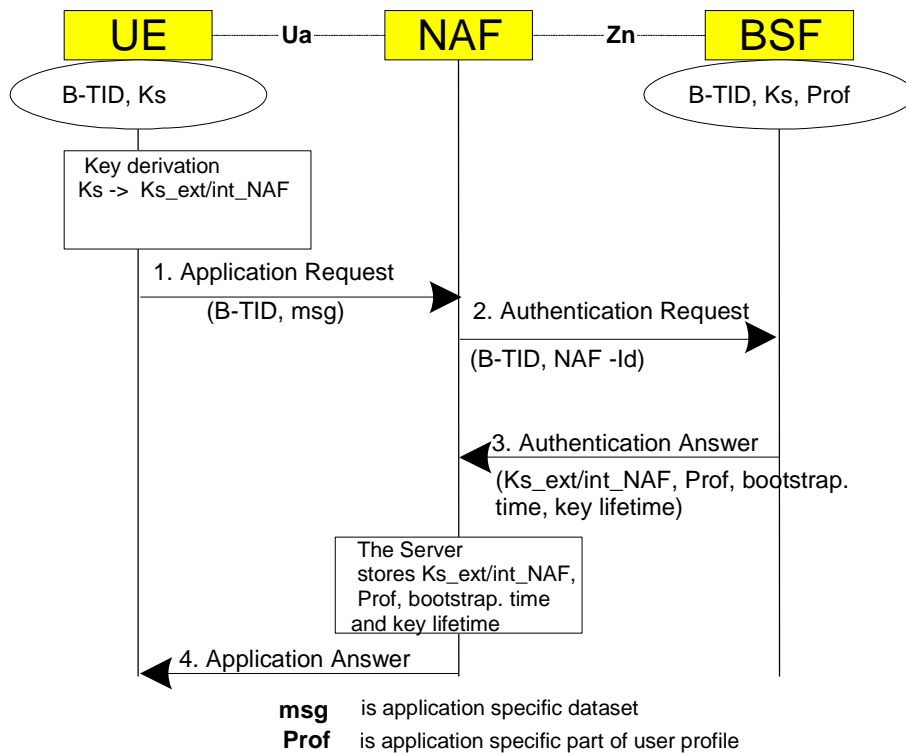 UE Ua NAF Zn BSF
B-TID, Ks
B-TID, Ks, Prof
Key derivation
Ks -> Ks_ext/int_NAF
1. Application Request
(B-TID, msg)
2. Authentication Request
(B-TID, NAF -Id)
3. Authentication Answer
(Ks_ext/int_NAF, Prof, bootstrap.
time, key lifetime)
The Server
stores Ks_ext/int_NAF,
Prof, bootstrap. time
and key lifetime
4. Application Answer
msg is application specific dataset
Prof is application specific part of user profile